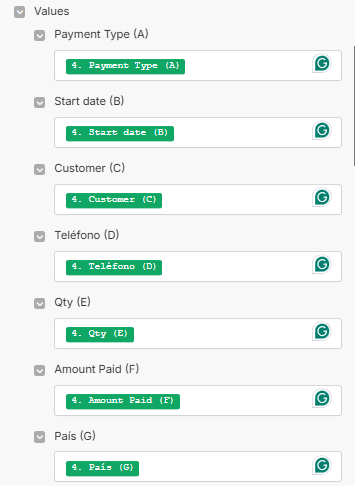 Values
Payment Type (A)
4. Payment Type (A)
Start date (B)
4. Start date (B)
Customer (C)
4. Customer (C)
Teléfono (D)
4. Teléfono (D)
Qty (E)
4. Qty (E)
Amount Paid (F)
4. Amount Paid (F)
País (G)
4. País (G)